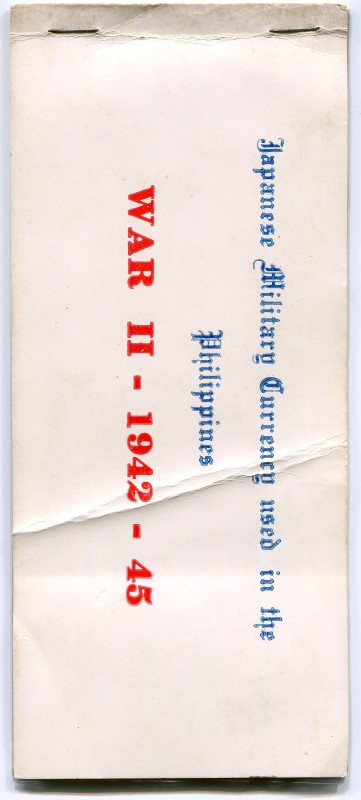 Japanese Military Currency used in the
Philippines
WAR II - 1942 - 45